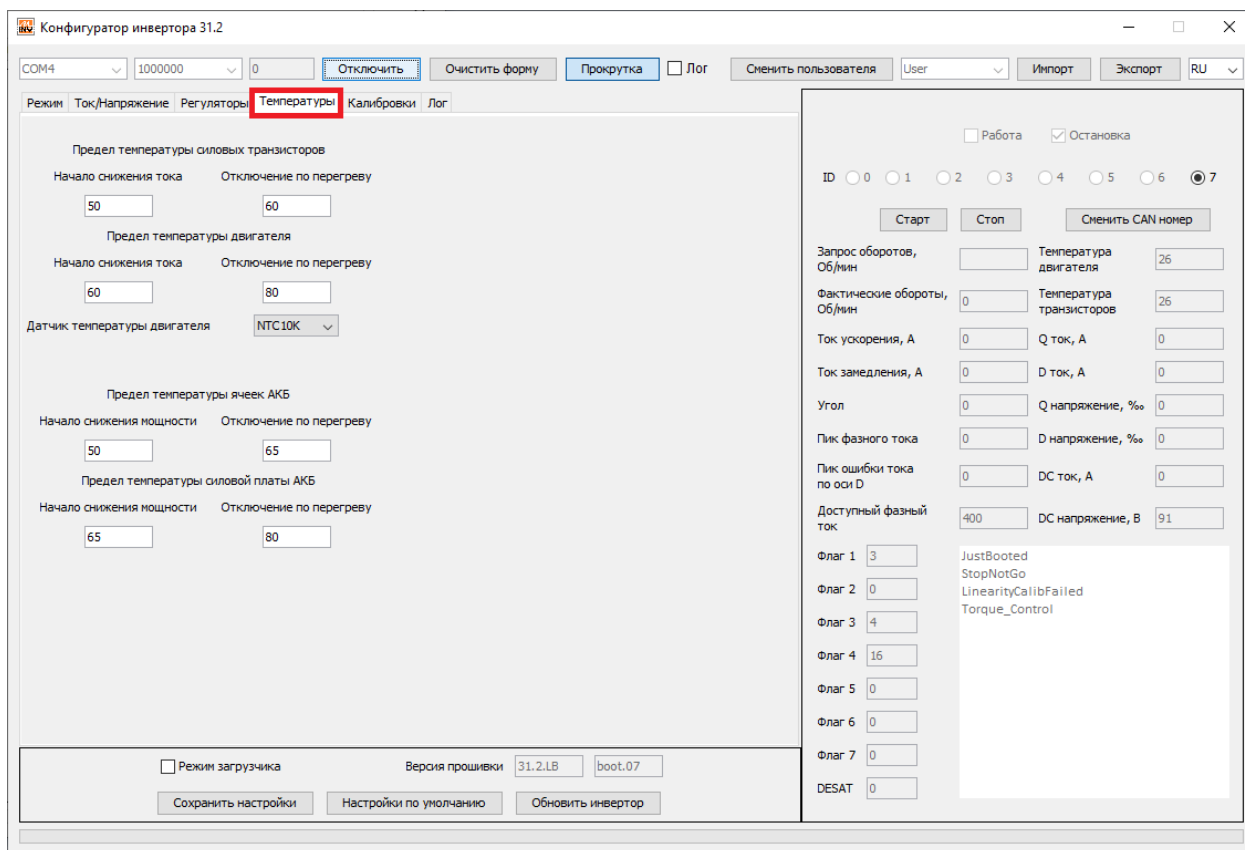 Конфигуратор инвертора 31.2
COM4 1000000 0 Отключить Очистить форму Прокрутка Лог Сменить пользователя User Импорт Экспорт RU
Режим Ток/Напряжение Регуляторы Температуры Калибровки Лог
Предел температуры силовых транзисторов
Начало снижения тока Отключение по перегреву
50 60
Предел температуры двигателя
Начало снижения тока Отключение по перегреву
60 80
Датчик температуры двигателя NTC10K
Предел температуры ячеек АКБ
Начало снижения мощности Отключение по перегреву
50 65
Предел температуры силовой платы АКБ
Начало снижения мощности Отключение по перегреву
65 80
Режим загрузчика Версия прошивки 31.2.LB boot.07
Сохранить настройки Настройки по умолчанию Обновить инвертор
Работа Остановка
ID 0 1 2 3 4 5 6 7
Старт Стоп Сменить CAN номер
Запрос оборотов, Температура
Об/мин двигателя 26
Фактические обороты, Температура
Об/мин 0 транзисторов 26
Ток ускорения, А 0 Q ток, А 0
Ток замедления, А 0 D ток, А 0
Угол 0 Q напряжение, ‰ 0
Пик фазного тока 0 D напряжение, ‰ 0
Пик ошибки тока
по оси D 0 DC ток, А 0
Доступный фазный
ток 400 DC напряжение, В 91
Флаг 1 3
Флаг 2 0
Флаг 3 4
Флаг 4 16
Флаг 5 0
Флаг 6 0
Флаг 7 0
DESAT 0
JustBooted
StopNotGo
LinearityCalibFailed
Torque_Control